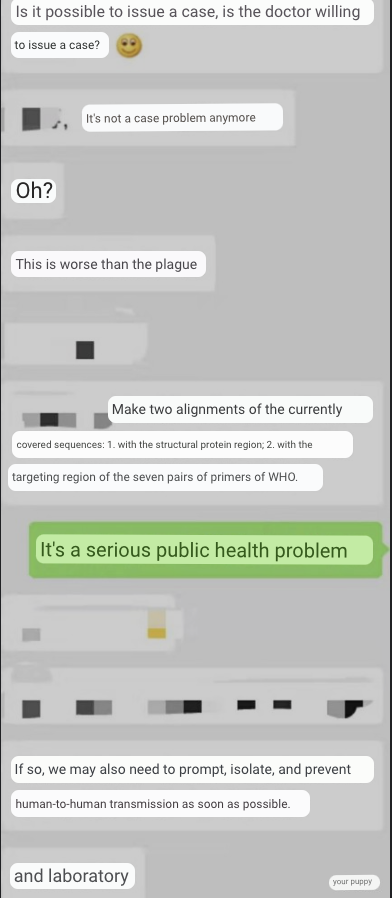 Is it possible to issue a case, is the doctor willing
to issue a case?
It's not a case problem anymore
Oh?
This is worse than the plague
Make two alignments of the currently
covered sequences: 1. with the structural protein region; 2. with the
targeting region of the seven pairs of primers of WHO.
It's a serious public health problem
If so, we may also need to prompt, isolate, and prevent
human-to-human transmission as soon as possible.
and laboratory
your puppy